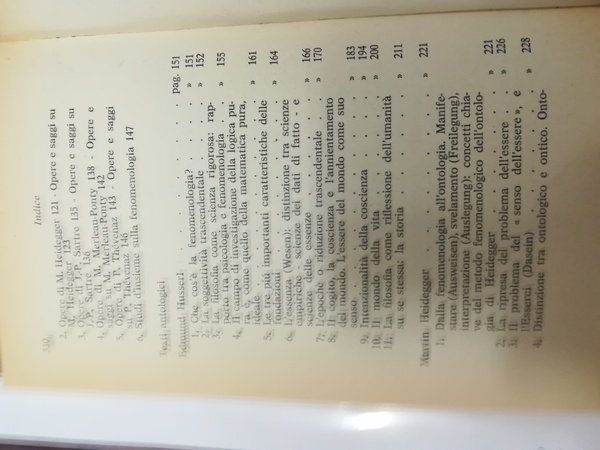 330 Indice
2. Opere tra Heidegger 121 - Opere e saggi su
M. Heidegger 123
3. Opere di J.-P. Sartre 135 - Opere e saggi su
J.-P. Sartre 136
4. Opere di M. Merleau-Ponty 138 - Opere e
saggi su M. Merleau-Ponty 142
5. Opere di P. Thévenaz 143 - Opere e saggi
su P. Thévenaz 146
6. Studi d'insieme sulla fenomenologia 147
Testi antologici
Edmund Husserl . . . . . pag. 151
1. Che cos'è la fenomenologia? . . » 151
2. La soggettività trascendentale . . » 152
3. La filosofia come scienza rigorosa: rap-
porto tra psicologia e fenomenologia . » 155
4. Il campo di investigazione della logica pu-
ra è come quello della matematica pura,
ideale . . . . . » 161
5. Le tre più importanti caratteristiche delle
fondazioni . . . . . » 164
6. L'essenza (Wesen): distinzione tra scienze
empiriche - scienze dei dati di fatto - e
scienze delle essenze . . . » 166
7. L'epochè o riduzione trascendentale . » 170
8. Il cogito, la coscienza e l'annientamento
del mondo. L'essere del mondo come suo
senso . . . . . » 183
9. Intenzionalità della coscienza . . » 194
10. Il mondo della vita . . . » 200
11. La filosofia come riflessione dell'umanità
su se stessa: la storia . . . » 211
Martin Heidegger . . . . . » 221
1. Dalla fenomenologia all'ontologia. Manife-
stare (Ausweisen), svelamento (Freilegung),
interpretazione (Auslegung): concetti chia-
ve del metodo fenomenologico dell'ontolo-
gia di Heidegger . . . . » 221
2. La ripresa del problema dell'essere . » 226
3. Il problema del « senso dell'essere », e
l'Esserci (Dasein) . . . . » 228
4. Distinzione tra ontologico e ontico. Onto-